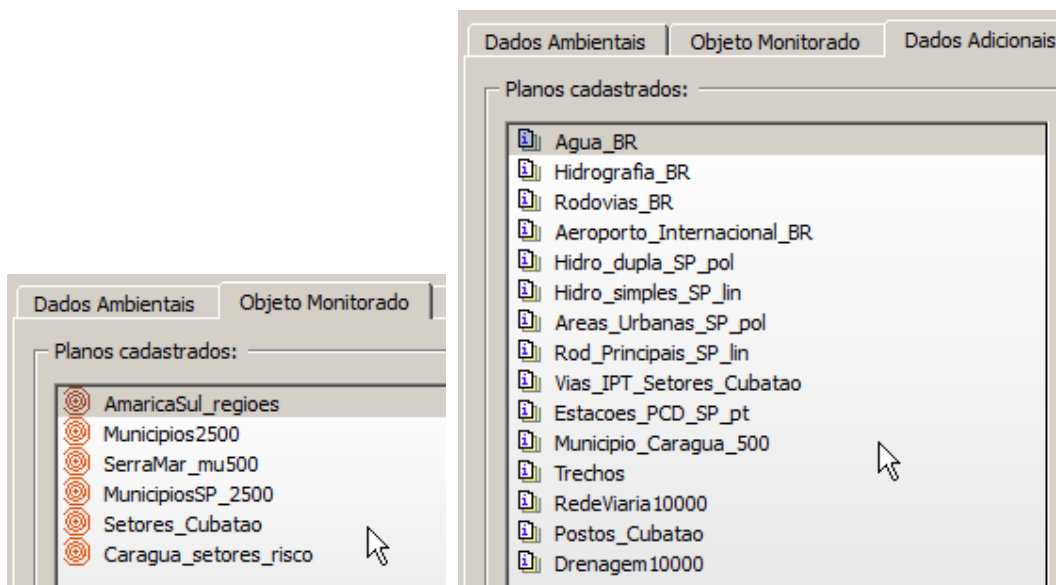 Dados Ambientais
Objeto Monitorado
Planos cadastrados:
AmaricaSul_regioes
Municipios2500
SerraMar_mu500
MunicipiosSP_2500
Setores_Cubatao
Caragua_setores_risco
Dados Ambientais
Objeto Monitorado
Dados Adicionais
Planos cadastrados:
Agua_BR
Hidrografia_BR
Rodovias_BR
Aeroporto_Internacional_BR
Hidro_dupla_SP_pol
Hidro_simples_SP_lin
Areas_Urbanas_SP_pol
Rod_Principais_SP_lin
Vias_IPT_Setores_Cubatao
Estacoes_PCD_SP_pt
Municipio_Caragua_500
Trechos
RedeViaria10000
Postos_Cubatao
Drenagem10000